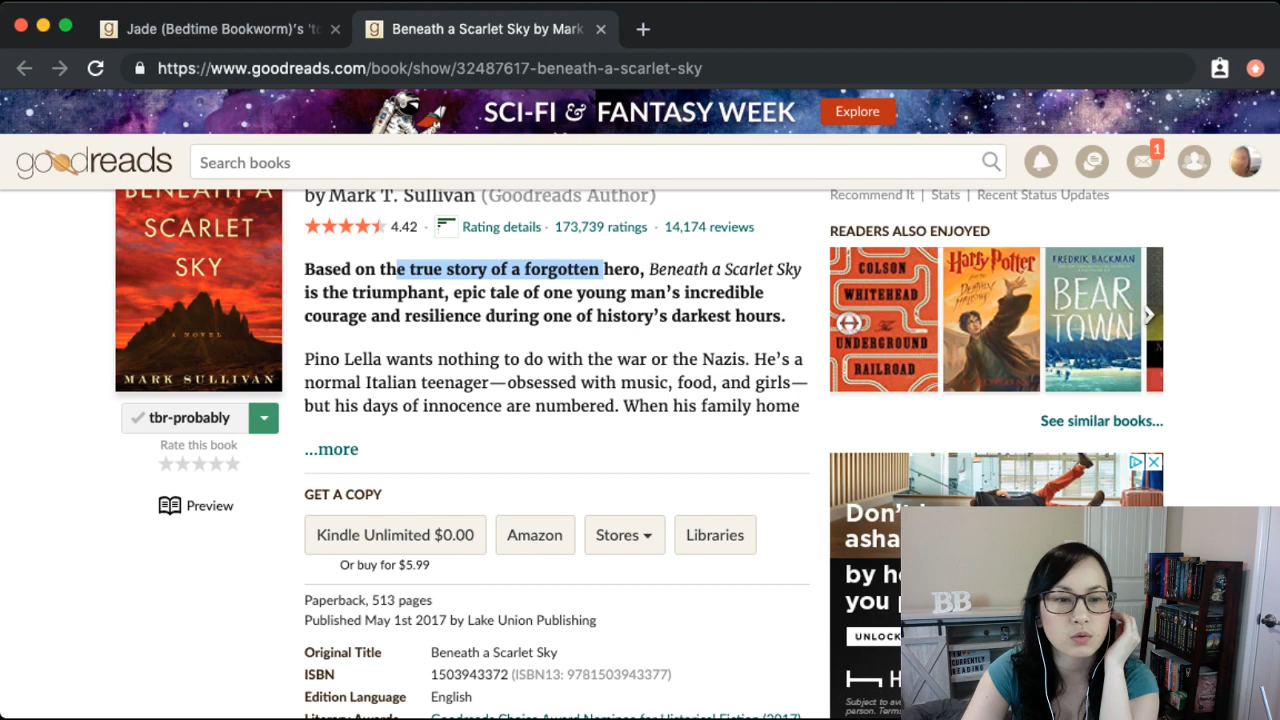 Jade (Bedtime Bookworm)'s 'to
Beneath a Scarlet Sky by Mark
https://www.goodreads.com/book/show/32487617-beneath-a-scarlet-sky
SCI-FI & FANTASY WEEK
Explore
goodreads
Search books
1
BENEATH A
SCARLET
SKY
A NOVEL
MARK SULLIVAN
tbr-probably
Rate this book
Preview
by Mark T. Sullivan (Goodreads Author)
4.42 · Rating details · 173,739 ratings · 14,174 reviews
Based on the true story of a forgotten hero, Beneath a Scarlet Sky
is the triumphant, epic tale of one young man's incredible
courage and resilience during one of history's darkest hours.
Pino Lella wants nothing to do with the war or the Nazis. He's a
normal Italian teenager—obsessed with music, food, and girls—
but his days of innocence are numbered. When his family home
...more
GET A COPY
Kindle Unlimited $0.00
Amazon
Stores
Libraries
Or buy for $5.99
Paperback, 513 pages
Published May 1st 2017 by Lake Union Publishing
Original Title Beneath a Scarlet Sky
ISBN 1503943372 (ISBN13: 9781503943377)
Edition Language English
Literary Awards Goodreads Choice Award Nominee for Historical Fiction (2017)
Recommend It | Stats | Recent Status Updates
READERS ALSO ENJOYED
COLSON
WHITEHEAD
THE
UNDERGROUND
RAILROAD
Harry Potter
FREDRIK BACKMAN
BEAR
TOWN
See similar books...
Don't
asha
by he
you
UNLOCK
H
Subject to av
person. Term
BB
CURRENTLY
READING